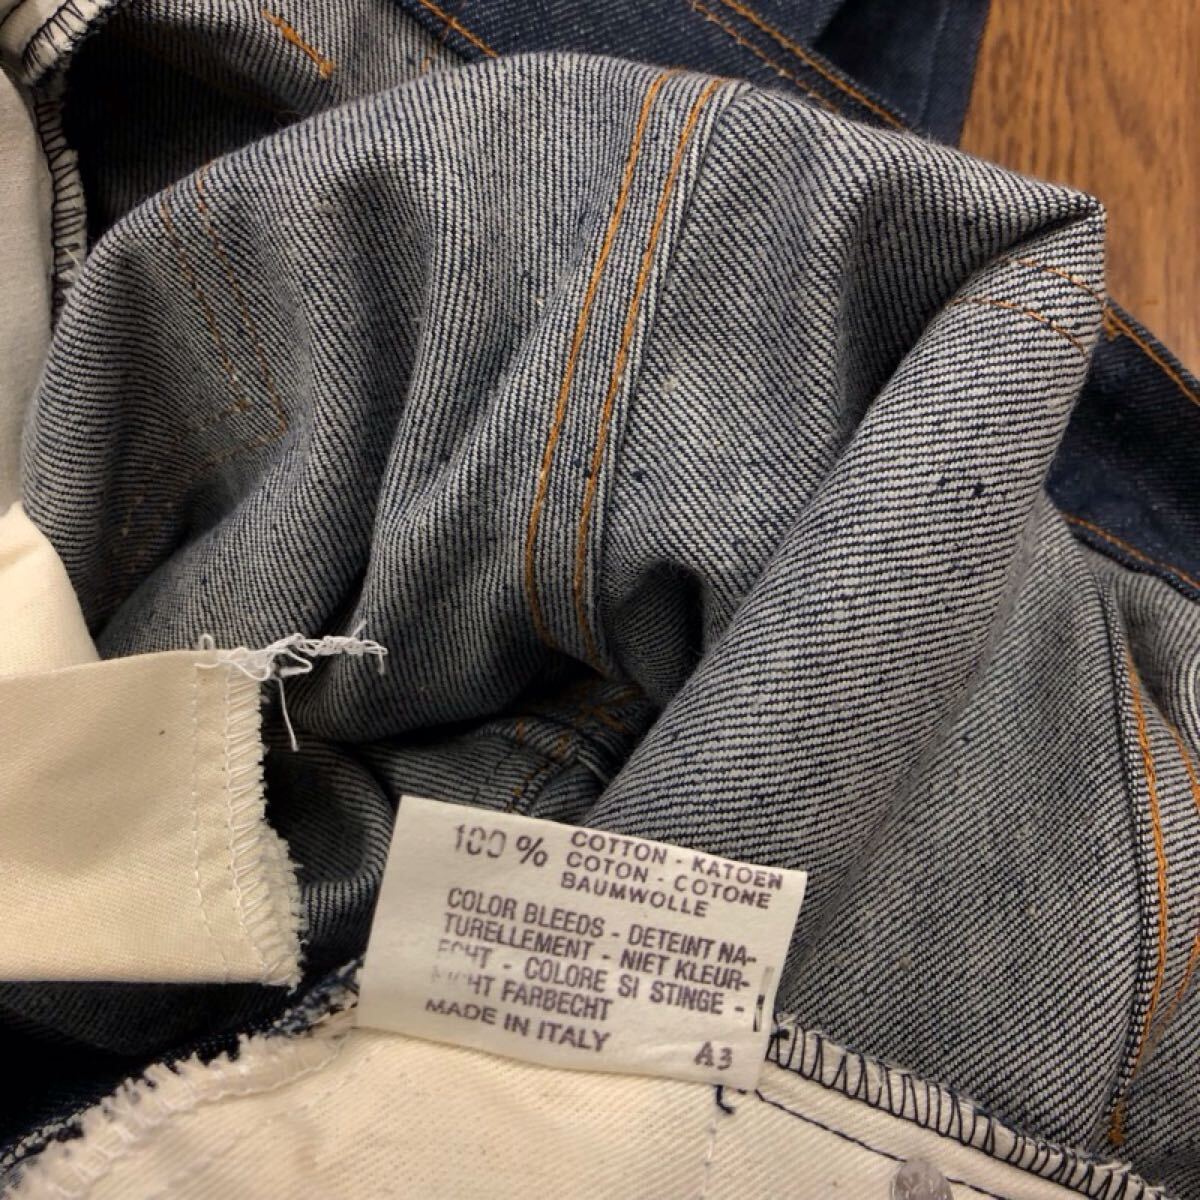 100 % COTTON - KATOEN
COTON - COTONE
BAUMWOLLE
COLOR BLEEDS - DETEINT NA-
TURELLEMENT - NIET KLEUR-
ECHT - COLORE SI STINGE -
NICHT FARBECHT
MADE IN ITALY
A3